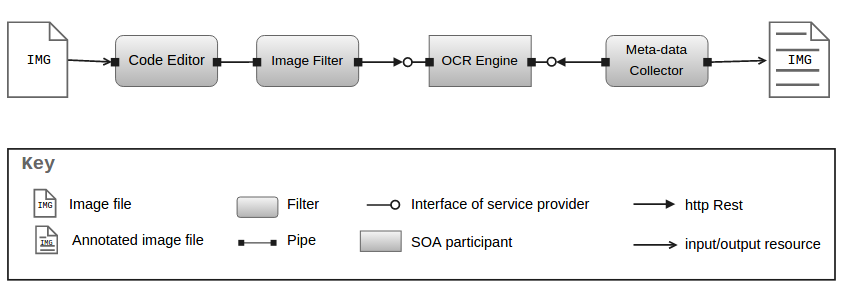 IMG
Code Editor
Image Filter
OCR Engine
Meta-data
Collector
IMG
Key
IMG
Image file
Filter
Interface of service provider
http Rest
IMG
Annotated image file
Pipe
SOA participant
input/output resource